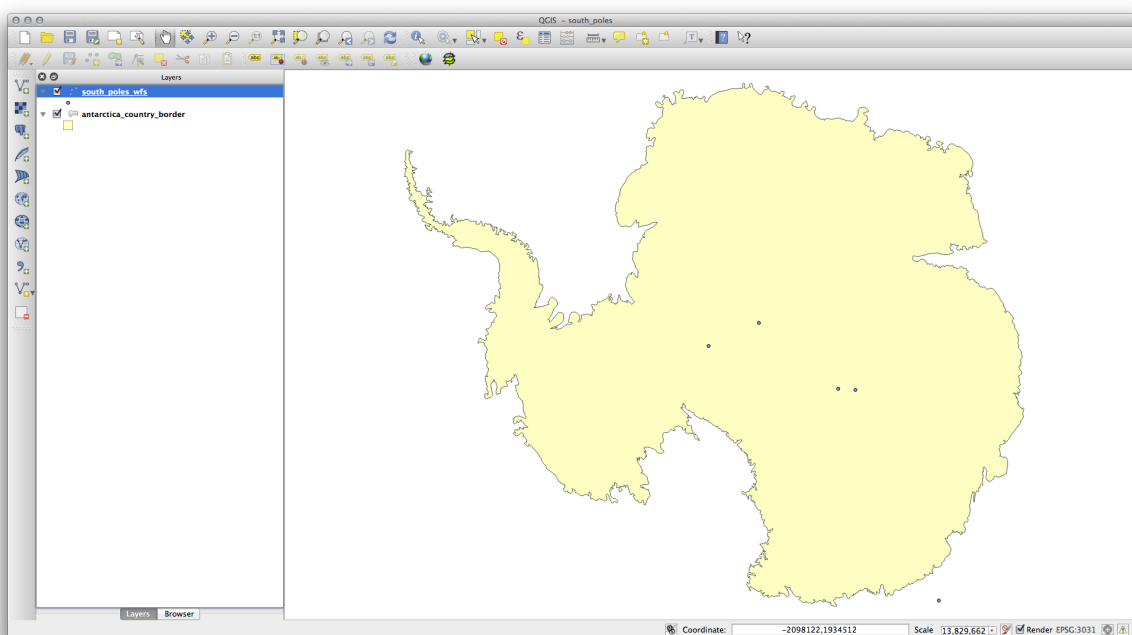 QGIS - south_poles
Layers
south_poles_wfs
antarctica_country_border
Layers Browser
Coordinate: -2098122,1934512 Scale 13,829,662 Render EPSG:3031